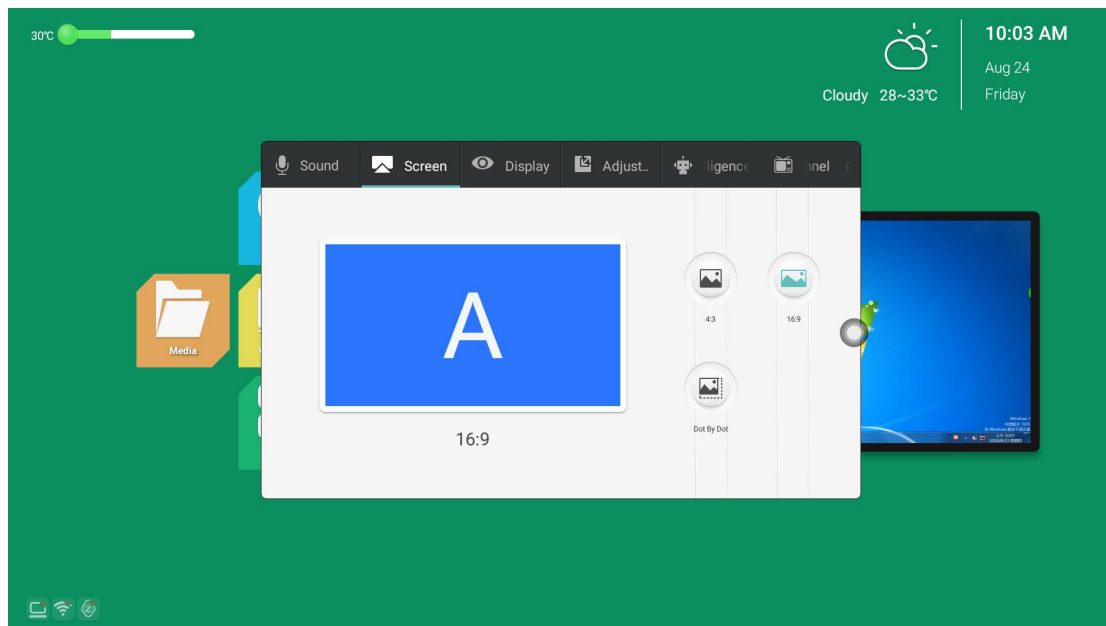 30℃
10:03 AM
Aug 24
Cloudy 28~33℃
Friday
Sound
Screen
Display
Adjust..
lligence
nnel
A
16:9
4:3
16:9
Dot By Dot
Media